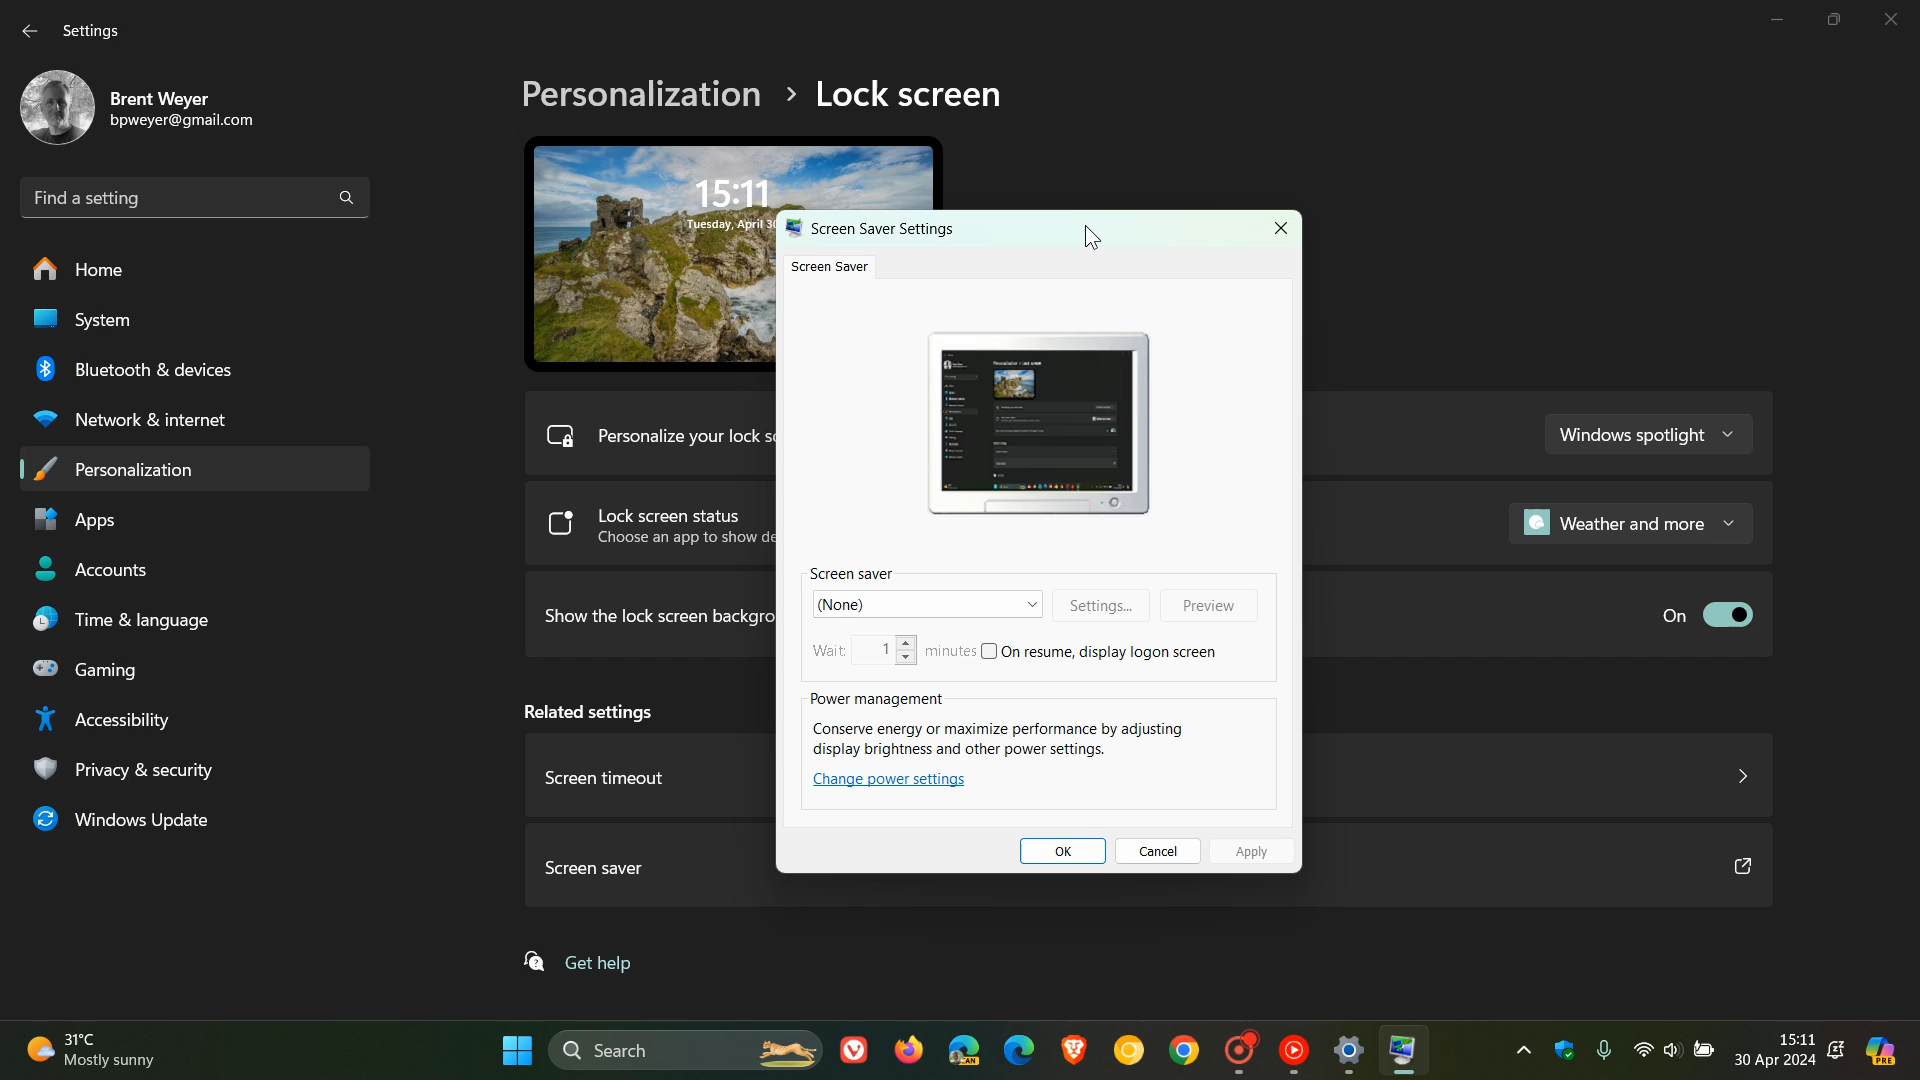 Settings
Brent Weyer
bpweyer@gmail.com
Find a setting
Home
System
Bluetooth & devices
Network & internet
Personalization
Apps
Accounts
Time & language
Gaming
Accessibility
Privacy & security
Windows Update
Personalization > Lock screen
15:11
Tuesday, April 30
Personalize your lock
Windows spotlight
Lock screen status
Choose an app to show
Weather and more
Show the lock screen
On
Related settings
Screen timeout
Screen saver
Get help
Screen Saver Settings
Screen Saver
Screen saver
(None)
Settings...
Preview
Wait: 1 minutes
On resume, display logon screen
Power management
Conserve energy or maximize performance by adjusting
display brightness and other power settings.
Change power settings
OK
Cancel
Apply
31°C
Mostly sunny
Search
CAN
15:11
30 Apr 2024
PRE